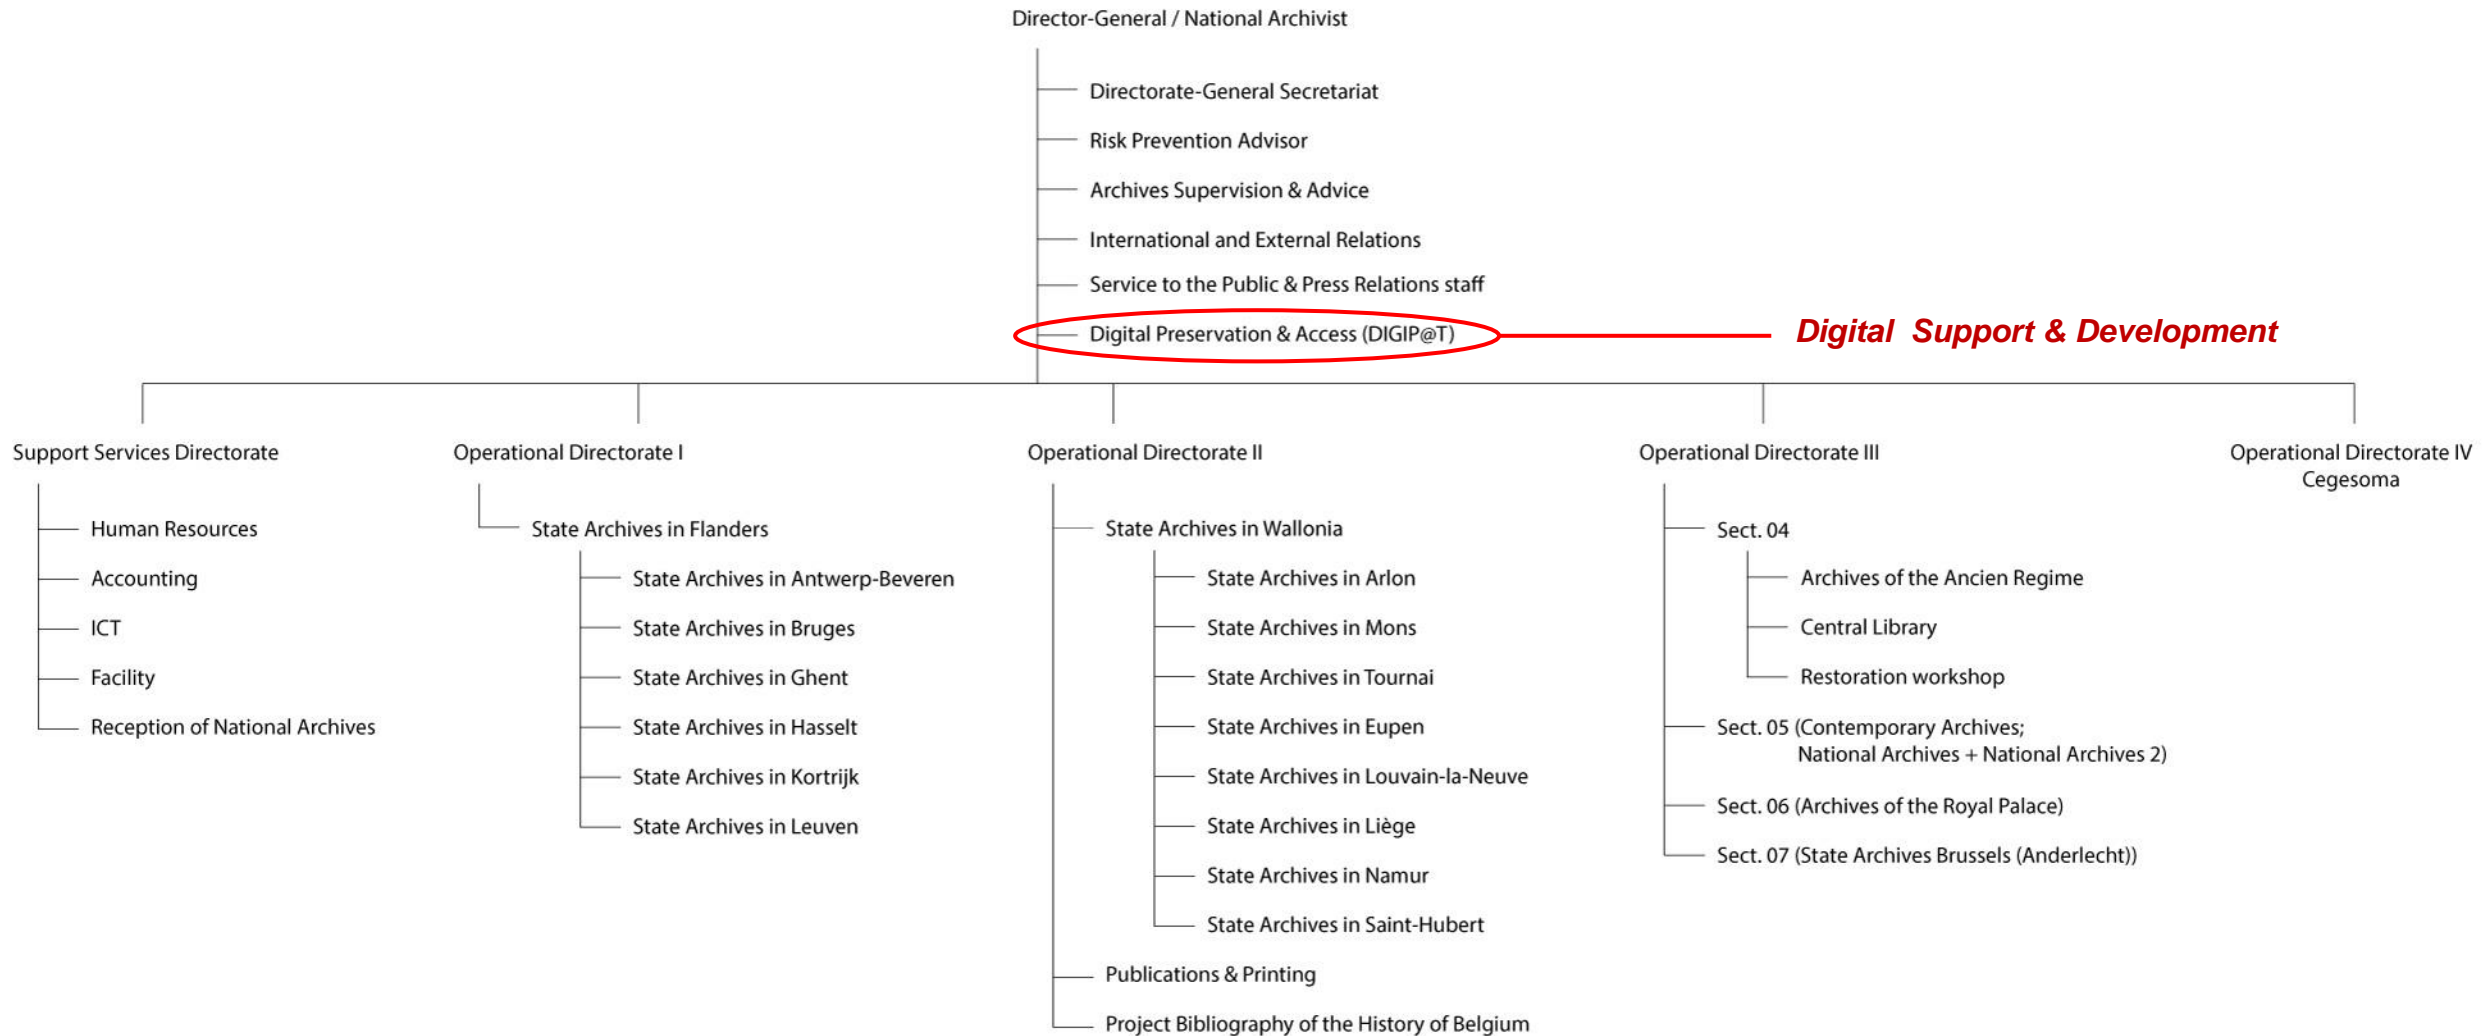 Director-General / National Archivist
Directorate-General Secretariat
Risk Prevention Advisor
Archives Supervision & Advice
International and External Relations
Service to the Public & Press Relations staff
Digital Preservation & Access (DIGIP@T)
Digital Support & Development
Support Services Directorate
Human Resources
Accounting
ICT
Facility
Reception of National Archives
Operational Directorate I
State Archives in Flanders
State Archives in Antwerp-Beveren
State Archives in Bruges
State Archives in Ghent
State Archives in Hasselt
State Archives in Kortrijk
State Archives in Leuven
Operational Directorate II
State Archives in Wallonia
State Archives in Arlon
State Archives in Mons
State Archives in Tournai
State Archives in Eupen
State Archives in Louvain-la-Neuve
State Archives in Liège
State Archives in Namur
State Archives in Saint-Hubert
Publications & Printing
Project Bibliography of the History of Belgium
Operational Directorate III
Sect. 04
Archives of the Ancien Regime
Central Library
Restoration workshop
Sect. 05 (Contemporary Archives;
National Archives + National Archives 2)
Sect. 06 (Archives of the Royal Palace)
Sect. 07 (State Archives Brussels (Anderlecht))
Operational Directorate IV
Cegesoma